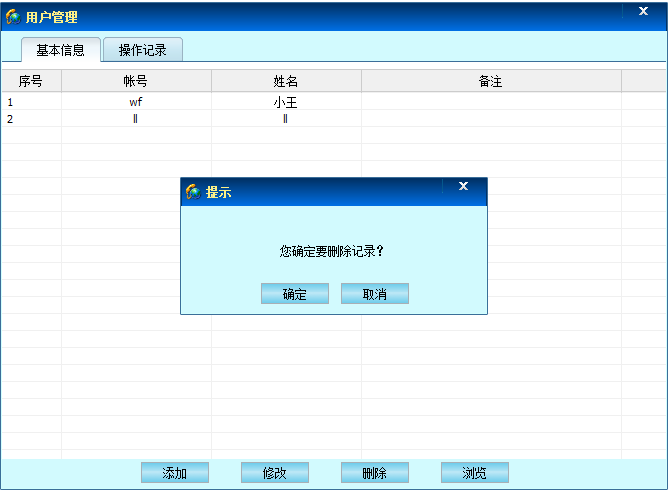 用户管理 X
基本信息 操作记录
序号 帐号 姓名 备注
1 wf 小王
2 ll ll
提示 X
您确定要删除记录？
确定 取消
添加 修改 删除 浏览